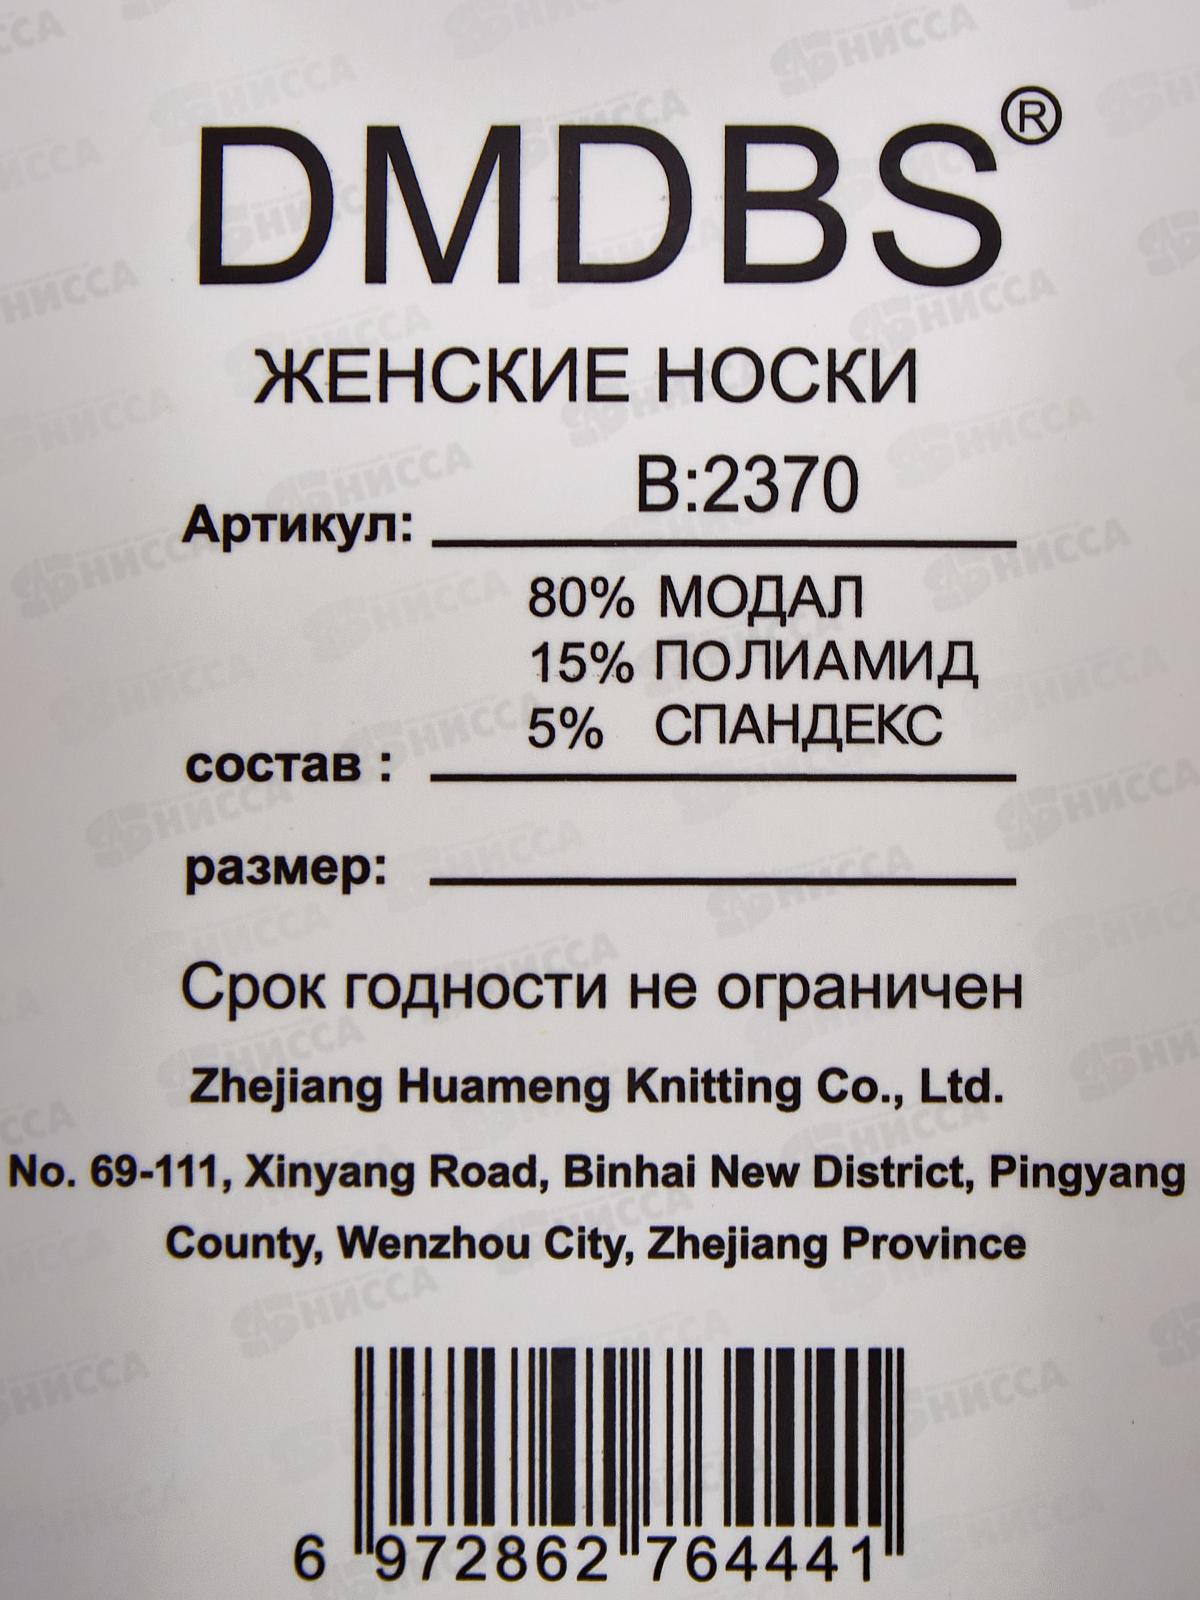 DMDBS®
ЖЕНСКИЕ НОСКИ
Артикул: B:2370
80% МОДАЛ
15% ПОЛИАМИД
5% СПАНДЕКС
состав :
размер:
Срок годности не ограничен
Zhejiang Huameng Knitting Co., Ltd.
No. 69-111, Xinyang Road, Binhai New District, Pingyang
County, Wenzhou City, Zhejiang Province
6 972862 764441